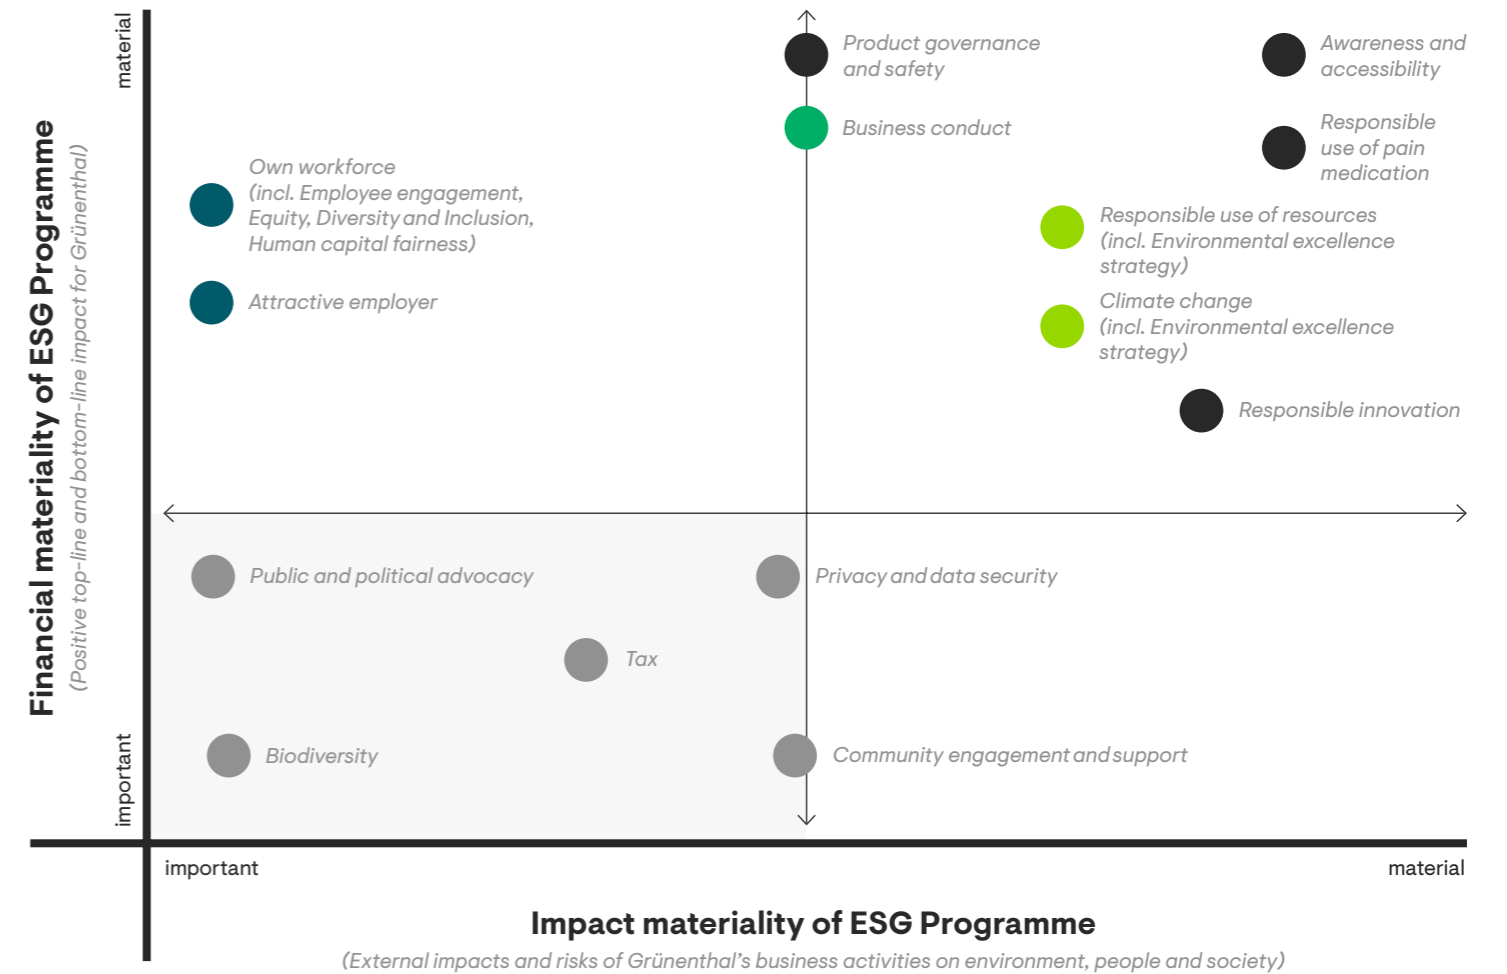 material
Financial materiality of ESG Programme
(Positive top-line and bottom-line impact for Grünenthal)
important
Product governance
and safety
Business conduct
Awareness and
accessibility
Responsible
use of pain
medication
Own workforce
(incl. Employee engagement,
Equity, Diversity and Inclusion,
Human capital fairness)
Attractive employer
Responsible use of resources
(incl. Environmental excellence
strategy)
Climate change
(incl. Environmental excellence
strategy)
Responsible innovation
Public and political advocacy
Privacy and data security
Tax
Biodiversity
Community engagement and support
important
material
Impact materiality of ESG Programme
(External impacts and risks of Grünenthal's business activities on environment, people and society)